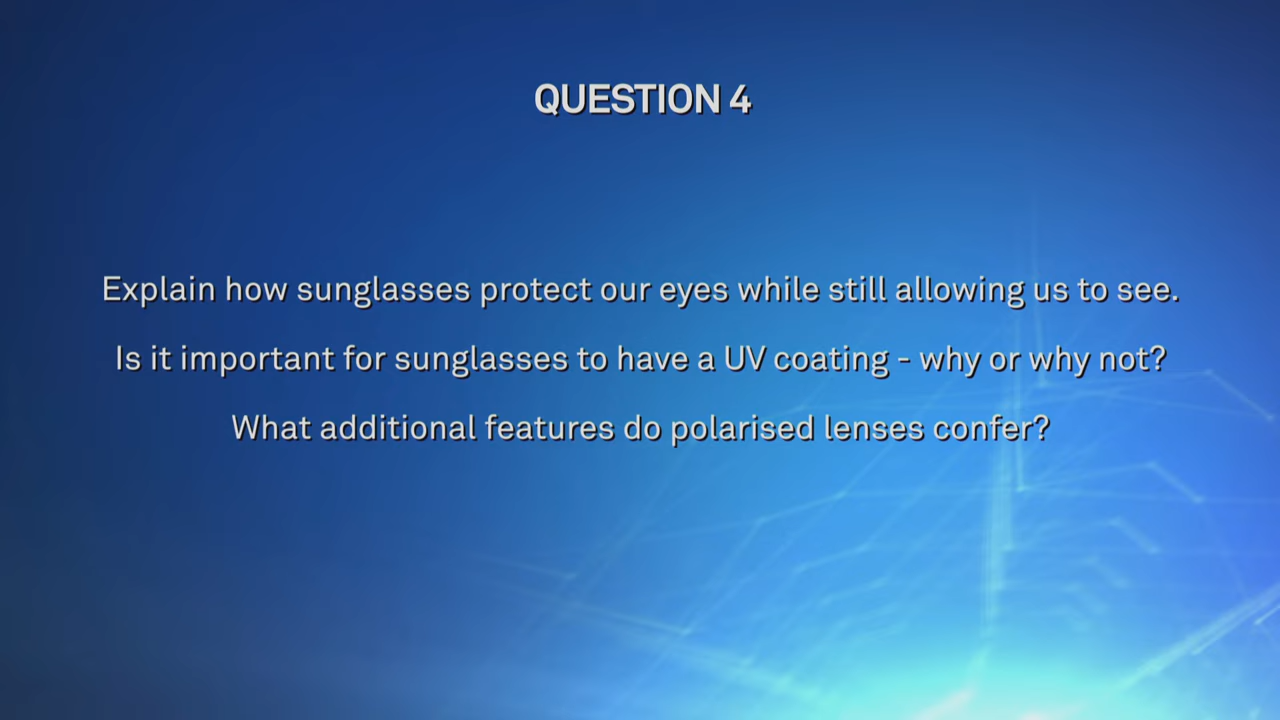 QUESTION 4
Explain how sunglasses protect our eyes while still allowing us to see.
Is it important for sunglasses to have a UV coating - why or why not?
What additional features do polarised lenses confer?